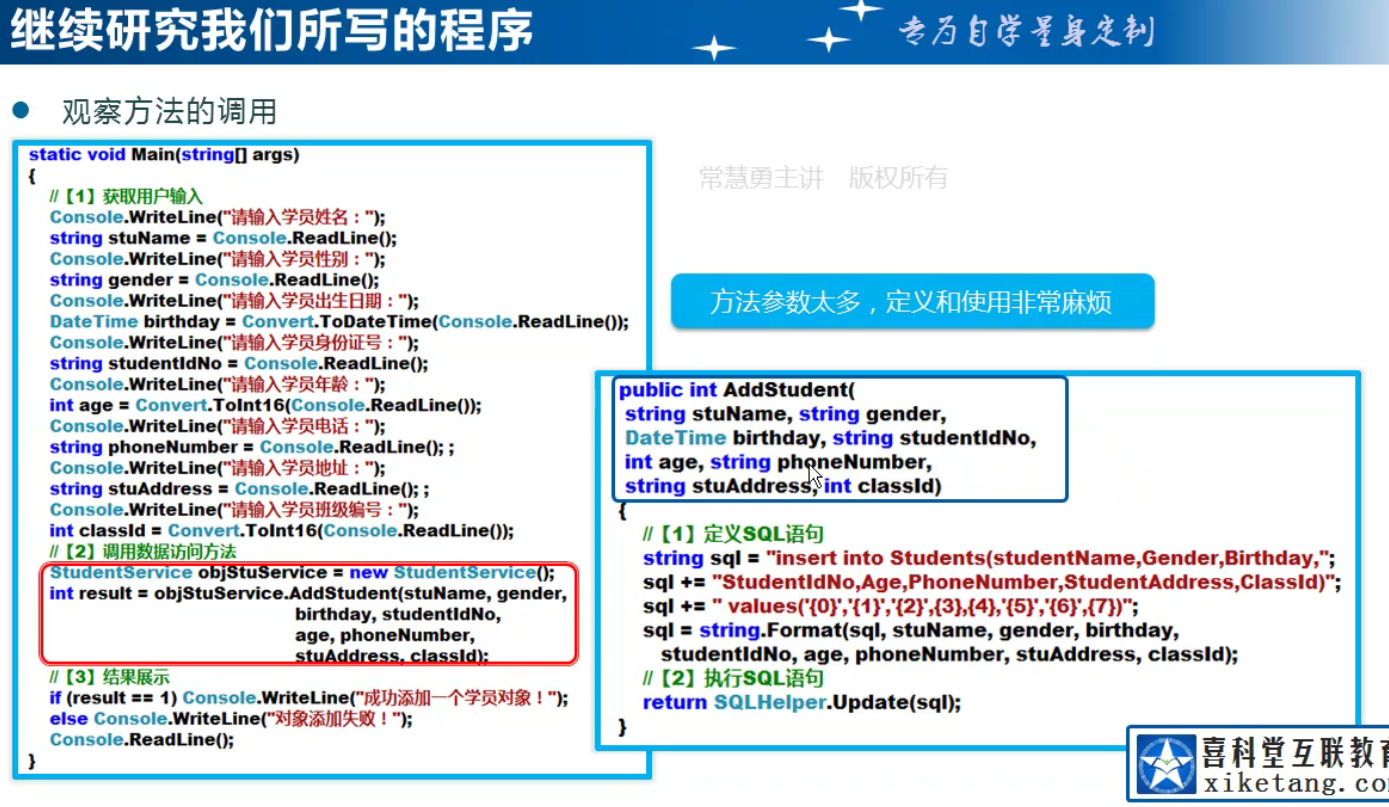 继续研究我们所写的程序
专为自学量身定制
● 观察方法的调用
static void Main(string[] args)
{
//【1】获取用户输入
Console.WriteLine("请输入学员姓名：");
string stuName = Console.ReadLine();
Console.WriteLine("请输入学员性别：");
string gender = Console.ReadLine();
Console.WriteLine("请输入学员出生日期：");
DateTime birthday = Convert.ToDateTime(Console.ReadLine());
Console.WriteLine("请输入学员身份证号：");
string studentIdNo = Console.ReadLine();
Console.WriteLine("请输入学员年龄：");
int age = Convert.ToInt16(Console.ReadLine());
Console.WriteLine("请输入学员电话：");
string phoneNumber = Console.ReadLine(); ;
Console.WriteLine("请输入学员地址：");
string stuAddress = Console.ReadLine(); ;
Console.WriteLine("请输入学员班级编号：");
int classId = Convert.ToInt16(Console.ReadLine());
//【2】调用数据访问方法
StudentService objStuService = new StudentService();
int result = objStuService.AddStudent(stuName, gender,
birthday, studentIdNo,
age, phoneNumber,
stuAddress, classId);
//【3】结果展示
if (result == 1) Console.WriteLine("成功添加一个学员对象！");
else Console.WriteLine("对象添加失败！");
Console.ReadLine();
}
常慧勇主讲 版权所有
方法参数太多，定义和使用非常麻烦
public int AddStudent(
string stuName, string gender,
DateTime birthday, string studentIdNo,
int age, string phoneNumber,
string stuAddress, int classId)
{
//【1】定义SQL语句
string sql = "insert into Students(studentName,Gender,Birthday,";
sql += "StudentIdNo,Age,PhoneNumber,StudentAddress,ClassId)";
sql += " values('{0}','{1}','{2}',{3},{4},'{5}','{6}',{7})";
sql = string.Format(sql, stuName, gender, birthday,
studentIdNo, age, phoneNumber, stuAddress, classId);
//【2】执行SQL语句
return SQLHelper.Update(sql);
}
喜科堂互联教育
xiketang.co